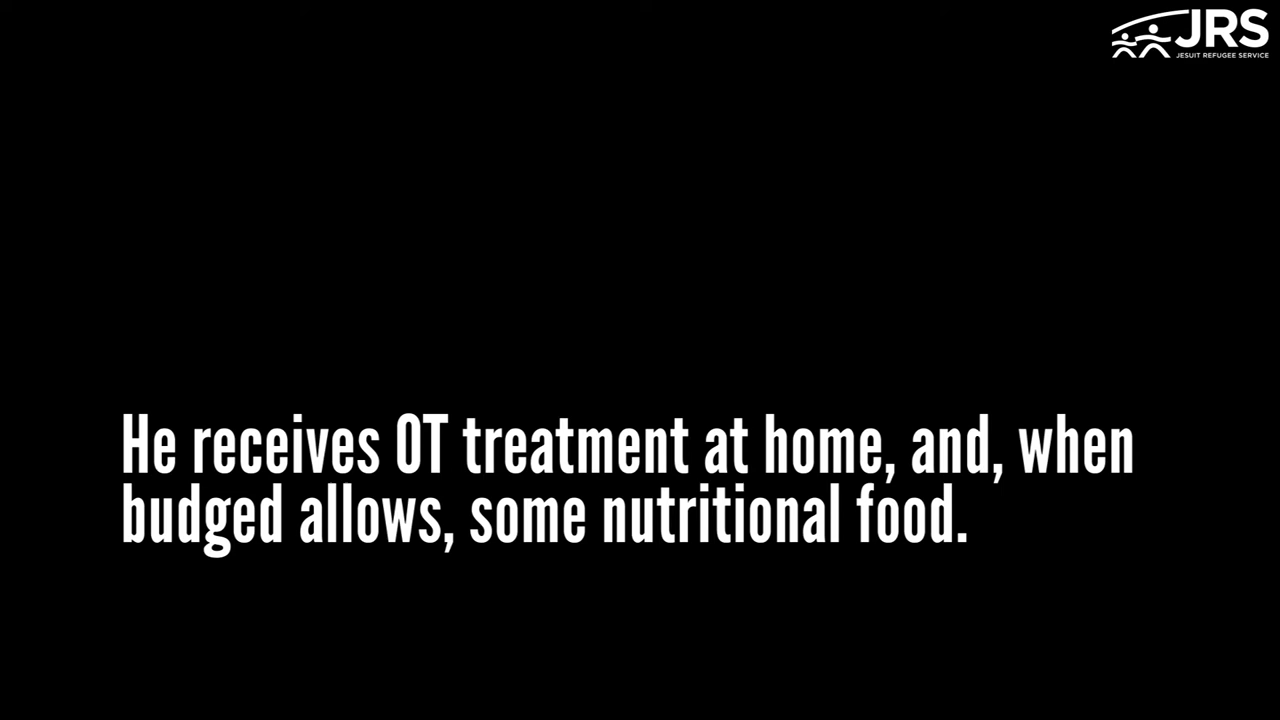 JRS
JESUIT REFUGEE SERVICE
He receives OT treatment at home, and, when
budged allows, some nutritional food.